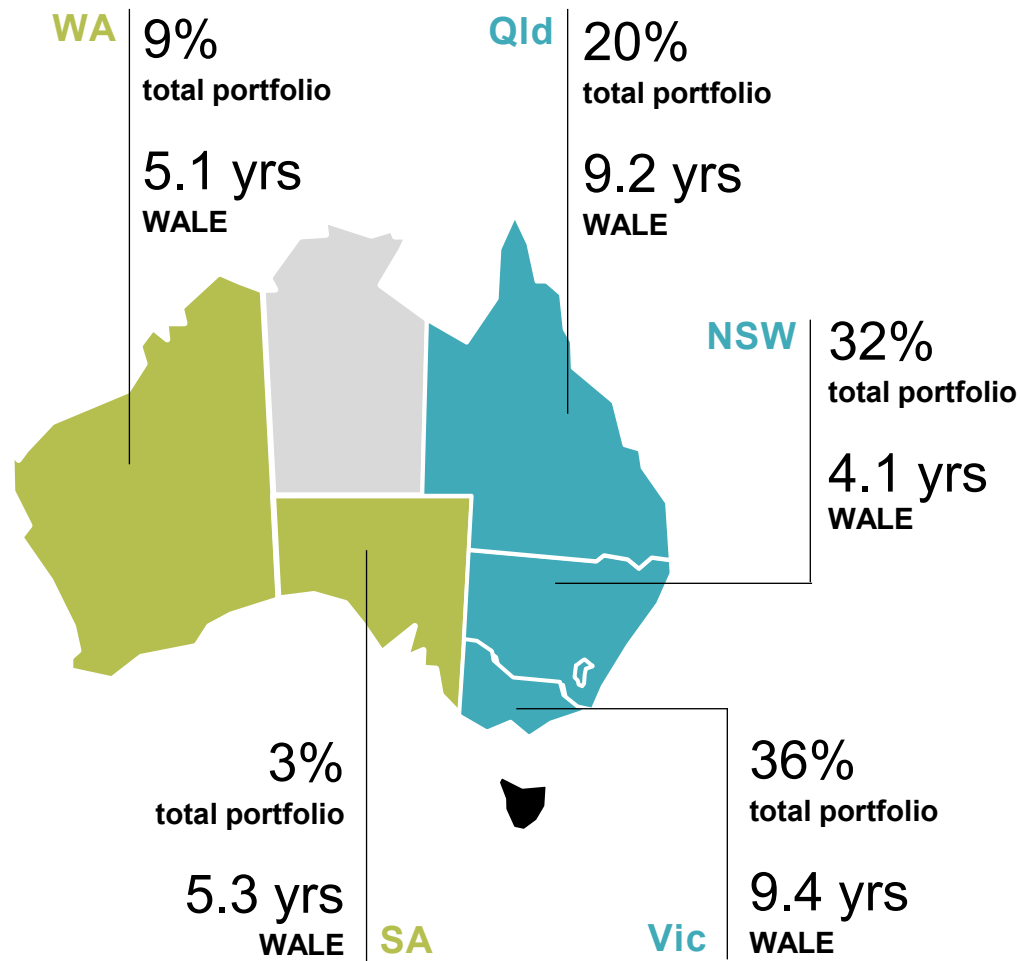 WA
9%
total portfolio
5.1 yrs
WALE
Qld
20%
total portfolio
9.2 yrs
WALE
NSW
32%
total portfolio
4.1 yrs
WALE
3%
total portfolio
5.3 yrs
WALE
SA
36%
total portfolio
9.4 yrs
WALE
Vic